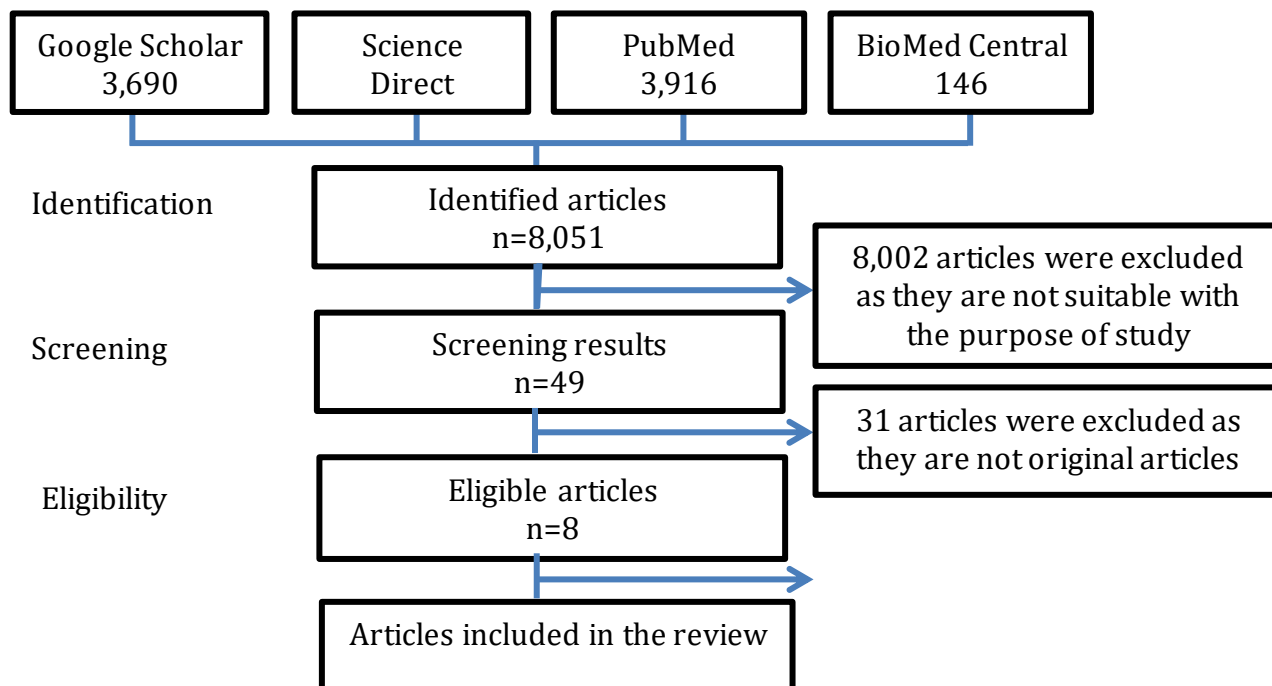 Google Scholar
3,690
Science
Direct
PubMed
3,916
BioMed Central
146
Identification
Identified articles
n=8,051
8,002 articles were excluded
as they are not suitable with
the purpose of study
Screening
Screening results
n=49
31 articles were excluded as
they are not original articles
Eligibility
Eligible articles
n=8
Articles included in the review